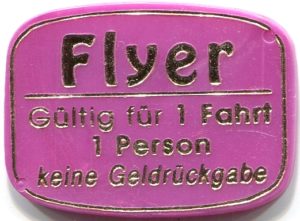 Flyer
Gültig für 1 Fahrt
1 Person
keine Geldrückgabe